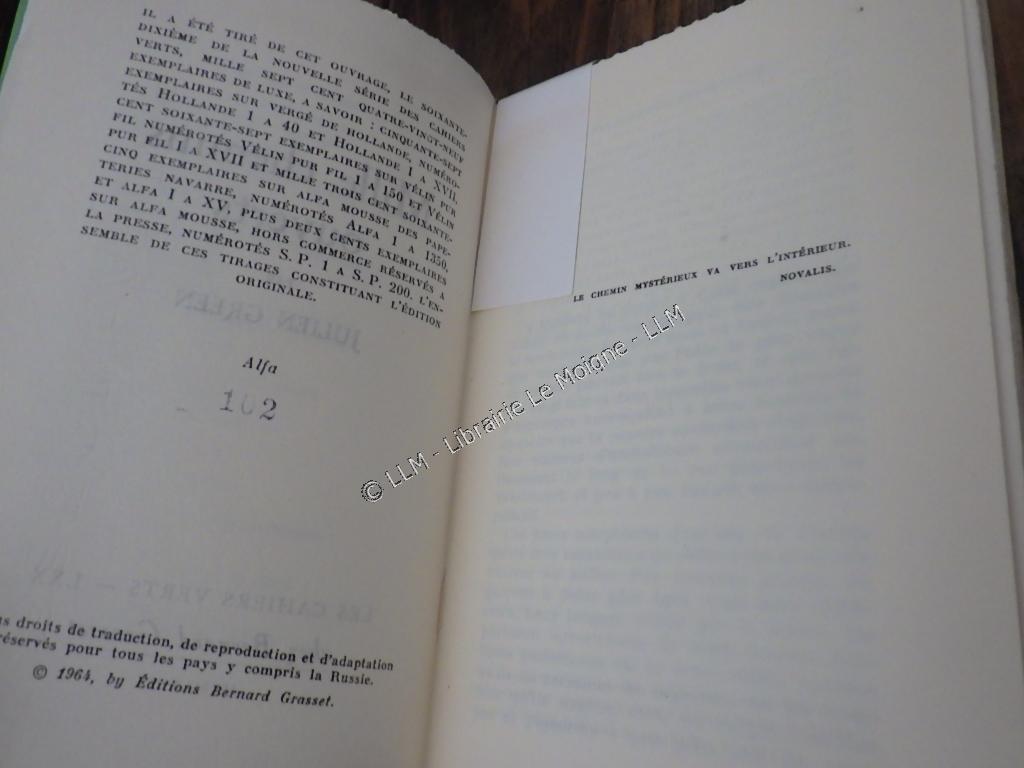 IL A ÉTÉ TIRÉ DE CET OUVRAGE, LE SOIXANTE-
DIXIÈME DE LA NOUVELLE SÉRIE DES CAHIERS
VERTS, MILLE SEPT CENT QUATRE-VINGT-NEUF
EXEMPLAIRES DE LUXE, A SAVOIR : CINQUANTE-SEPT
EXEMPLAIRES SUR VERGÉ DE HOLLANDE, NUMÉRO-
TÉS HOLLANDE 1 A 40 ET HOLLANDE I A XVII,
CENT SOIXANTE-SEPT EXEMPLAIRES SUR VÉLIN PUR
FIL NUMÉROTÉS VÉLIN PUR FIL 1 A 150 ET VÉLIN
PUR FIL I A XVII ET MILLE TROIS CENT SOIXANTE-
CINQ EXEMPLAIRES SUR ALFA MOUSSE DES PAPE-
TERIES NAVARRE, NUMÉROTÉS ALFA 1 A 1350,
ET ALFA I A XV, PLUS DEUX CENTS EXEMPLAIRES
SUR ALFA MOUSSE, HORS COMMERCE RÉSERVÉS A
LA PRESSE, NUMÉROTÉS S. P. 1 A S. P. 200. L'EN-
SEMBLE DE CES TIRAGES CONSTITUANT L'ÉDITION
ORIGINALE.
JULIEN GREEN
Alfa
102
LES CAHIERS VERTS – LXX
droits de traduction, de reproduction et d'adaptation
réservés pour tous les pays y compris la Russie.
© 1964, by Éditions Bernard Grasset.
LE CHEMIN MYSTÉRIEUX VA VERS L'INTÉRIEUR.
NOVALIS.
© LLM - Librairie Le Moigne - LLM